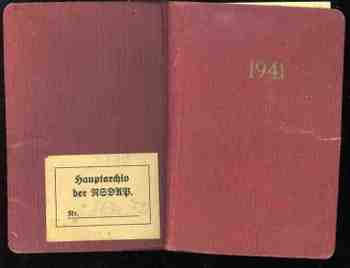 Hauptarchiv
der NSDAP.
Nr.
1941